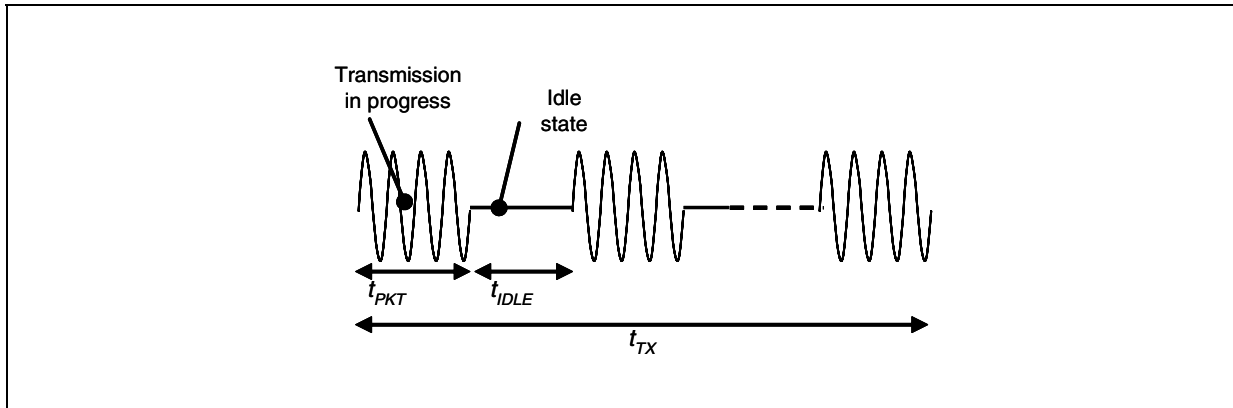 Transmission
in progress
Idle
state
tPKT
tIDLE
tTX